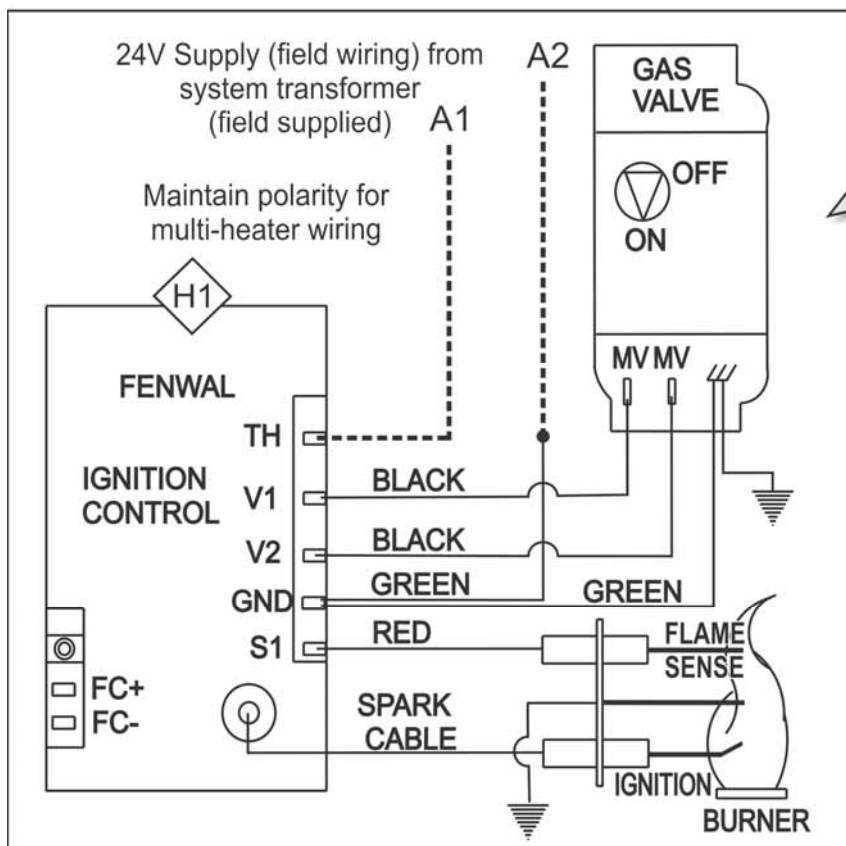 24V Supply (field wiring) from
system transformer
(field supplied)
A1
A2
Maintain polarity for
multi-heater wiring
H1
FENWAL
IGNITION
CONTROL
TH
V1
V2
GND
S1
FC+
FC-
BLACK
BLACK
GREEN
GREEN
RED
SPARK
CABLE
GAS
VALVE
OFF
ON
MV MV
FLAME
SENSE
IGNITION
BURNER